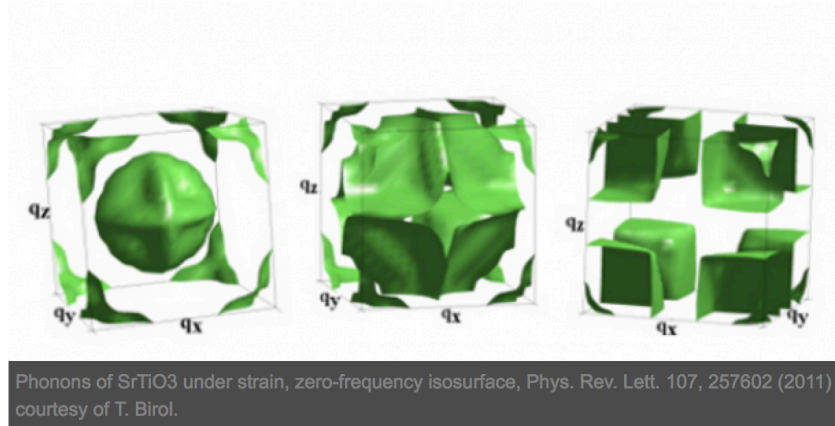 qz
qy
qx
qz
qy
qx
qz
qx
qy
Phonons of SrTiO3 under strain, zero-frequency isosurface, Phys. Rev. Lett. 107, 257602 (2011)
courtesy of T. Birol.